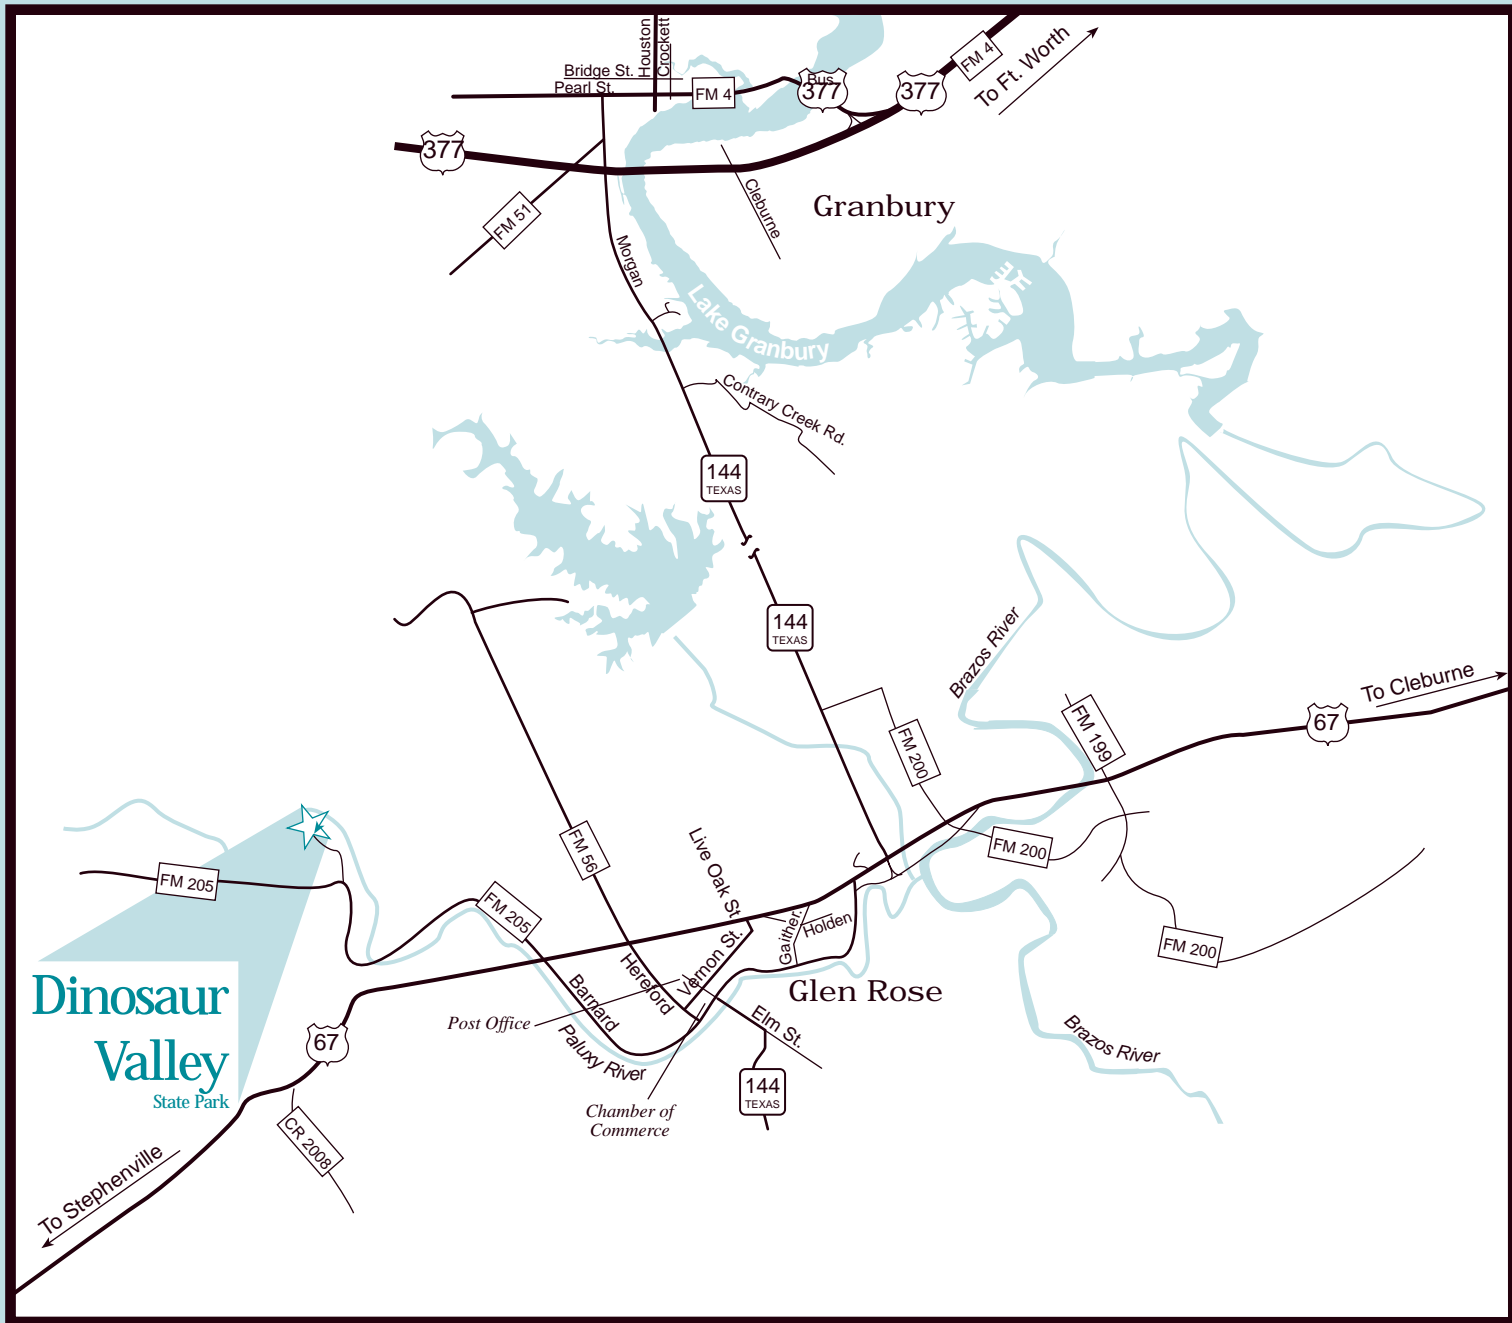 Houston
Crockett
Bridge St.
Pearl St.
FM 4
Bus.
377
377
FM 4
To Ft. Worth
377
FM 51
Cleburne
Granbury
Morgan
Lake Granbury
Contrary Creek Rd.
144
TEXAS
144
TEXAS
Brazos River
To Cleburne
67
FM 199
FM 200
FM 200
FM 56
Live Oak St.
FM 205
FM 205
Gaither
Holden
FM 200
Vernon St.
Hereford
Barnard
Glen Rose
Dinosaur
Valley
State Park
Post Office
Elm St.
Paluxy River
Brazos River
67
144
TEXAS
Chamber of
Commerce
CR 2008
To Stephenville